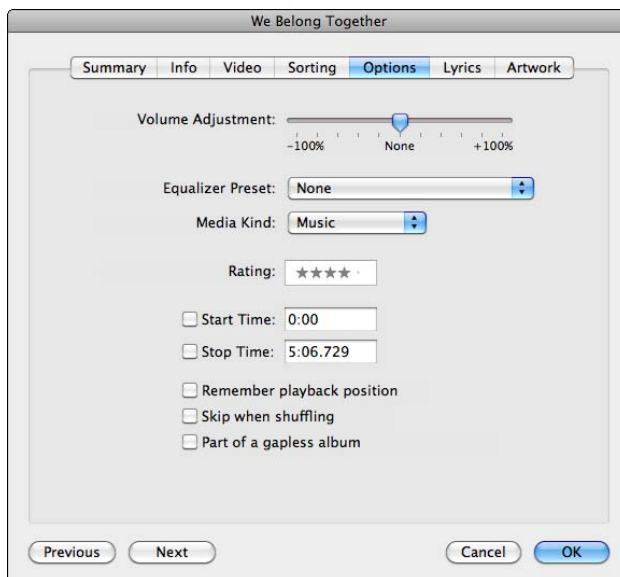 We Belong Together
Summary Info Video Sorting Options Lyrics Artwork
Volume Adjustment:
-100% None +100%
Equalizer Preset: None
Media Kind: Music
Rating: ★★★★ ·
Start Time: 0:00
Stop Time: 5:06.729
Remember playback position
Skip when shuffling
Part of a gapless album
Previous Next Cancel OK